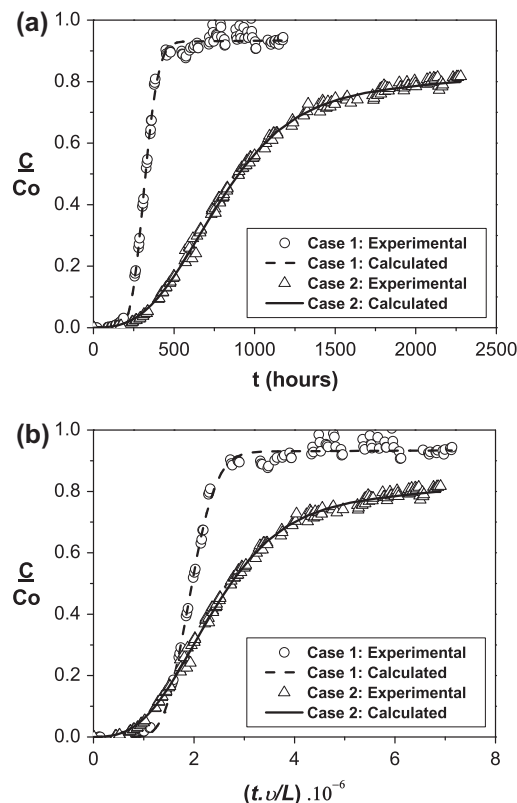 (a)
1.0
0.8
0.6
0.4
0.2
0.0
C
Co
Case 1: Experimental
Case 1: Calculated
Case 2: Experimental
Case 2: Calculated
0 500 1000 1500 2000 2500
t (hours)
(b)
1.0
0.8
0.6
0.4
0.2
0.0
C
Co
Case 1: Experimental
Case 1: Calculated
Case 2: Experimental
Case 2: Calculated
0 2 4 6 8
(t.υ/L) .10⁻⁶